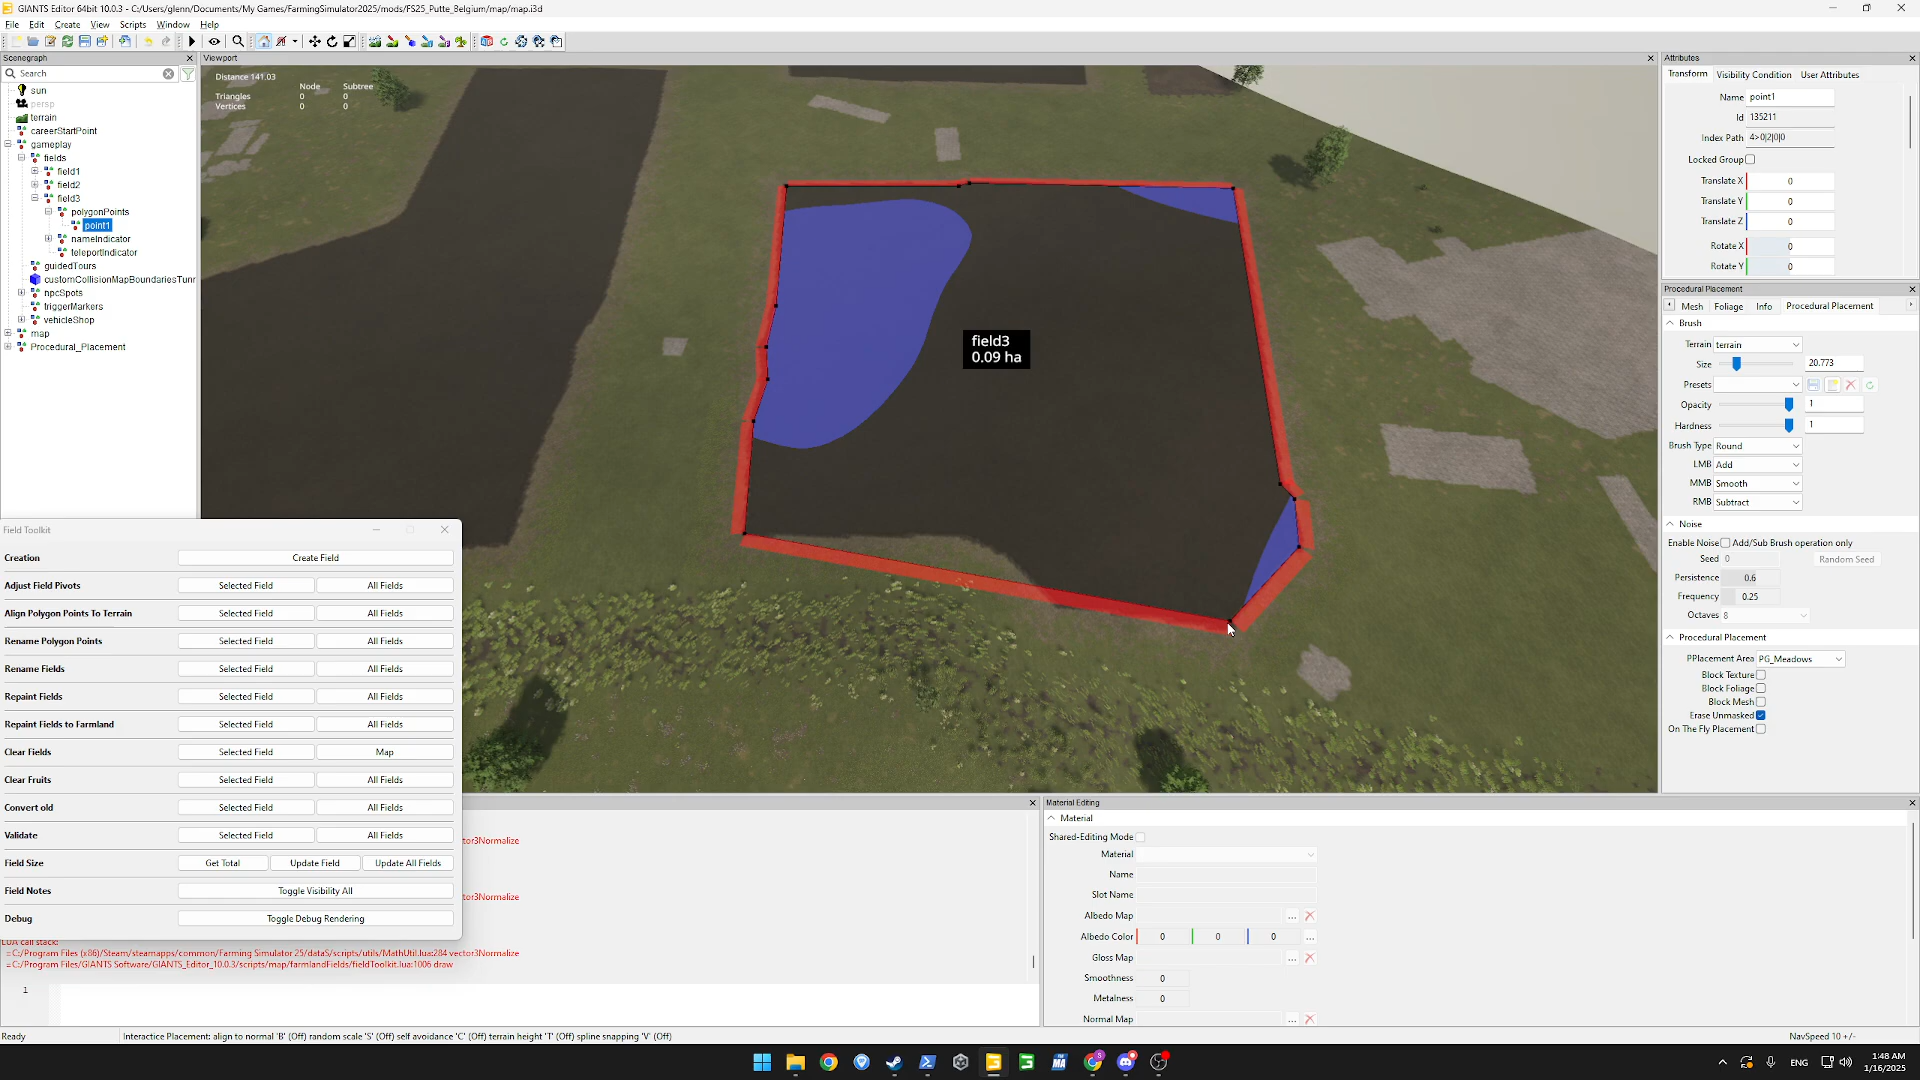 GIANTS Editor 64bit 10.0.3 - C:/Users/glenn/Documents/My Games/FarmingSimulator2025/mods/FS25_Putte_Belgium/map/map.i3d
File Edit Create View Scripts Window Help
Scenegraph
Search
sun
persp
terrain
careerStartPoint
gameplay
fields
field1
field2
field3
polygonPoints
point1
nameIndicator
teleportIndicator
guidedTours
customCollisionMapBoundariesTunr
npcSpots
triggerMarkers
vehicleShop
map
Procedural_Placement
Viewport
Distance 141.03
Node Subtree
Triangles 0 0
Vertices 0 0
field3
0.09 ha
Field Toolkit
Creation Create Field
Adjust Field Pivots Selected Field All Fields
Align Polygon Points To Terrain Selected Field All Fields
Rename Polygon Points Selected Field All Fields
Rename Fields Selected Field All Fields
Repaint Fields Selected Field All Fields
Repaint Fields to Farmland Selected Field All Fields
Clear Fields Selected Field Map
Clear Fruits Selected Field All Fields
Convert old Selected Field All Fields
Validate Selected Field All Fields
Field Size Get Total Update Field Update All Fields
Field Notes Toggle Visibility All
Debug Toggle Debug Rendering
tor3Normalize
tor3Normalize
LUA call stack:
=C:/Program Files (x86)/Steam/steamapps/common/Farming Simulator 25/dataS/scripts/utils/MathUtil.lua:284 vector3Normalize
=C:/Program Files/GIANTS Software/GIANTS_Editor_10.0.3/scripts/map/farmlandFields/fieldToolkit.lua:1006 draw
1
Attributes
Transform Visibility Condition User Attributes
Name point1
Id 135211
Index Path 4>0|2|0|0
Locked Group
Translate X 0
Translate Y 0
Translate Z 0
Rotate X 0
Rotate Y 0
Procedural Placement
Mesh Foliage Info Procedural Placement
Brush
Terrain terrain
Size 20.773
Presets
Opacity 1
Hardness 1
Brush Type Round
LMB Add
MMB Smooth
RMB Subtract
Noise
Enable Noise Add/Sub Brush operation only
Seed 0 Random Seed
Persistence 0.6
Frequency 0.25
Octaves 8
Procedural Placement
PPlacement Area PG_Meadows
Block Texture
Block Foliage
Block Mesh
Erase Unmasked
On The Fly Placement
Material Editing
Material
Shared-Editing Mode
Material
Name
Slot Name
Albedo Map ...
Albedo Color 0 0 0 ...
Gloss Map ...
Smoothness 0
Metalness 0
Normal Map ...
Ready
Interactice Placement: align to normal 'B' (Off) random scale 'S' (Off) self avoidance 'C' (Off) terrain height 'T' (Off) spline snapping 'V' (Off)
NavSpeed 10 +/-
ENG
1:48 AM
1/16/2025